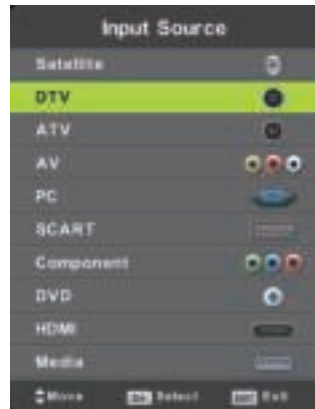 Input Source
Satellite
DTV
ATV
AV
PC
SCART
Component
DVD
HDMI
Media
Move Select Exit